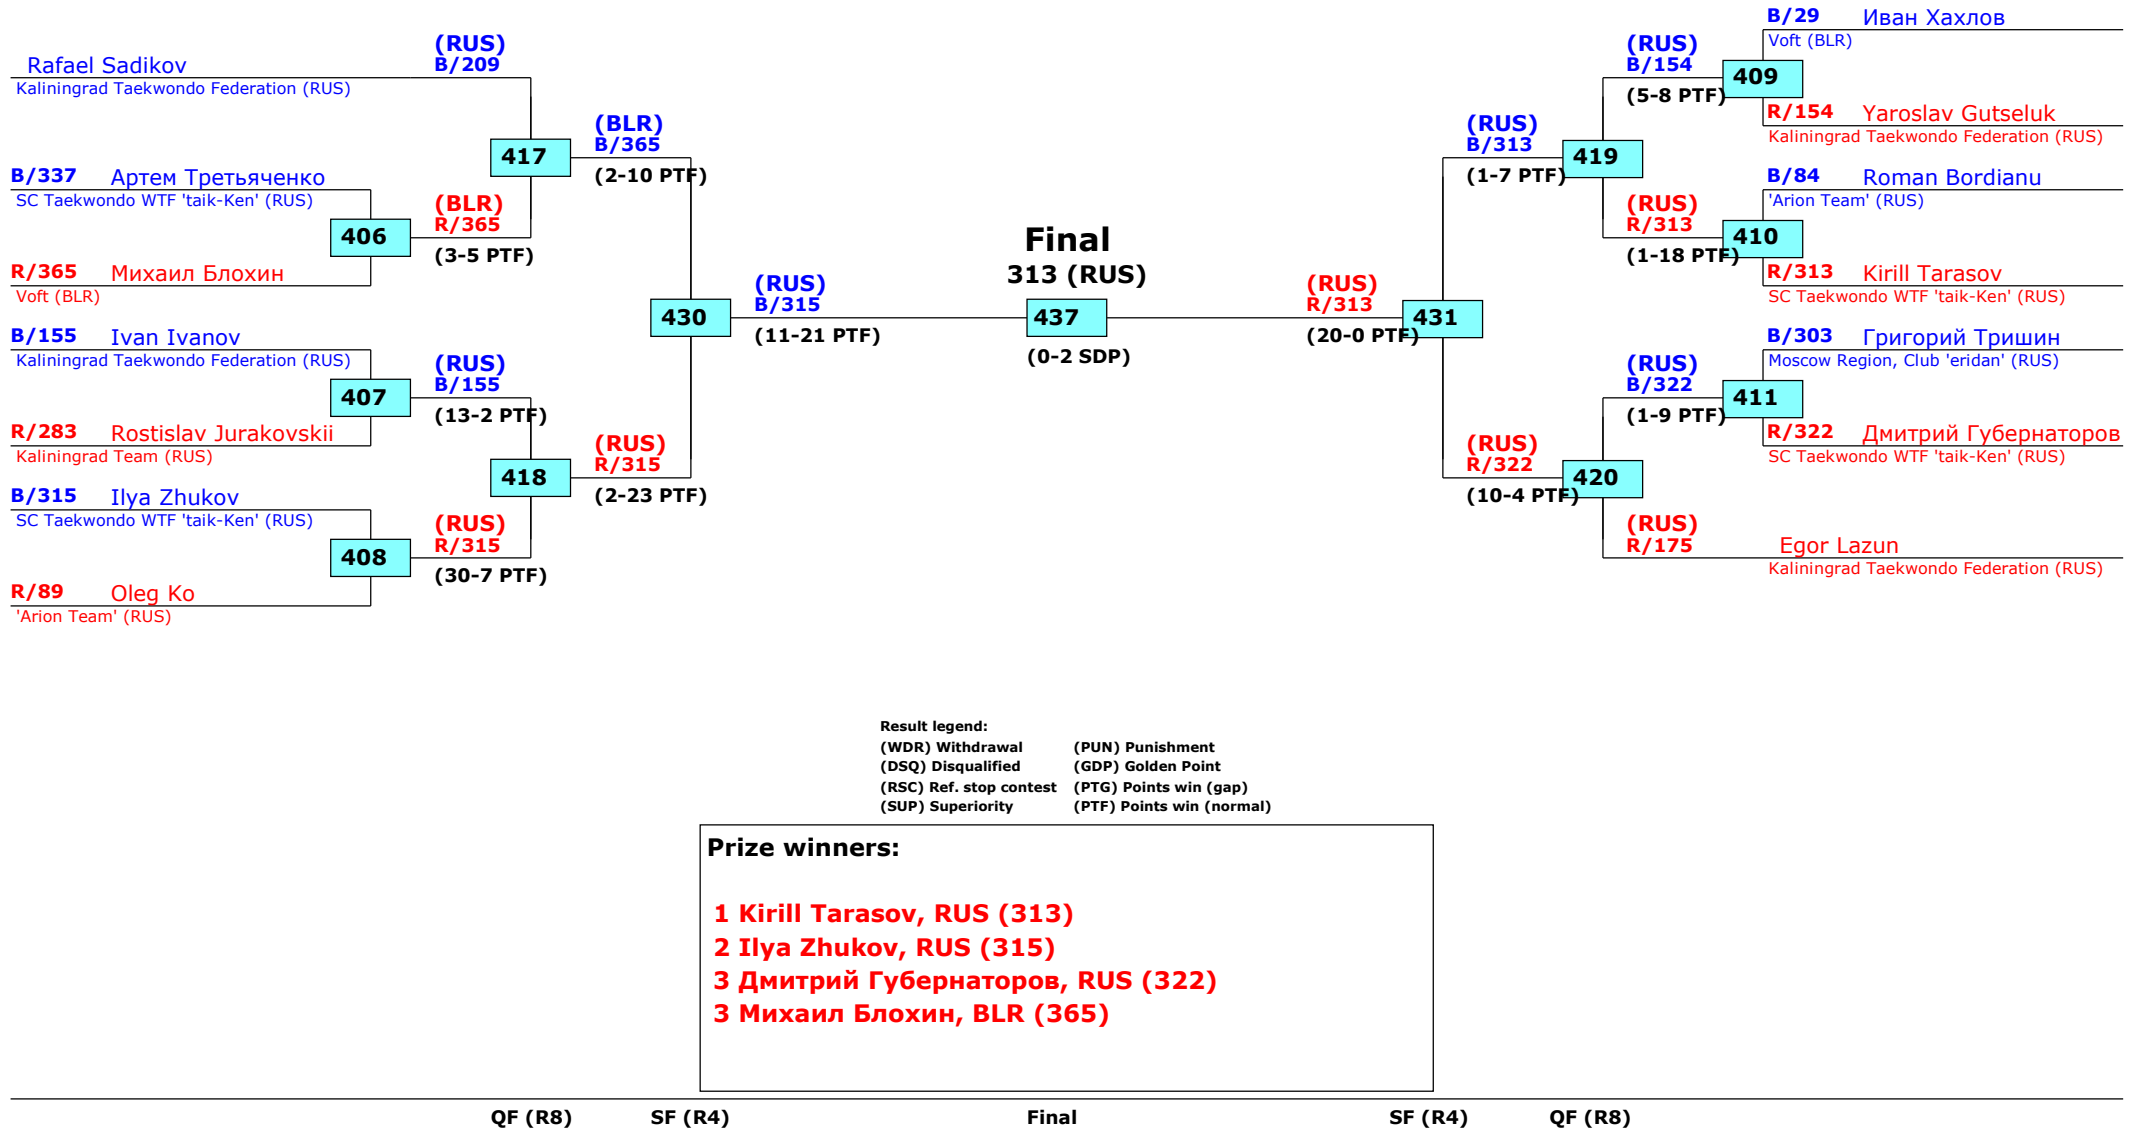 Rafael Sadikov
(RUS)
B/209
Kaliningrad Taekwondo Federation (RUS)
417
(BLR)
B/365
(2-10 PTF)
B/337 Артем Третьяченко
SC Taekwondo WTF 'taik-Ken' (RUS)
406
(BLR)
R/365
(3-5 PTF)
R/365 Михаил Блохин
Voft (BLR)
430
(RUS)
B/315
(11-21 PTF)
B/155 Ivan Ivanov
Kaliningrad Taekwondo Federation (RUS)
407
(RUS)
B/155
(13-2 PTF)
R/283 Rostislav Jurakovskii
Kaliningrad Team (RUS)
418
(RUS)
R/315
(2-23 PTF)
B/315 Ilya Zhukov
SC Taekwondo WTF 'taik-Ken' (RUS)
408
(RUS)
R/315
(30-7 PTF)
R/89 Oleg Ko
'Arion Team' (RUS)
Final
313 (RUS)
437
(0-2 SDP)
B/29 Иван Хахлов
Voft (BLR)
(RUS)
B/154
409
(5-8 PTF)
R/154 Yaroslav Gutseluk
Kaliningrad Taekwondo Federation (RUS)
(RUS)
B/313
419
(1-7 PTF)
B/84 Roman Bordianu
'Arion Team' (RUS)
(RUS)
R/313
410
(1-18 PTF)
R/313 Kirill Tarasov
SC Taekwondo WTF 'taik-Ken' (RUS)
(RUS)
R/313
431
(20-0 PTF)
B/303 Григорий Тришин
Moscow Region, Club 'eridan' (RUS)
(RUS)
B/322
411
(1-9 PTF)
R/322 Дмитрий Губернаторов
SC Taekwondo WTF 'taik-Ken' (RUS)
(RUS)
R/322
420
(10-4 PTF)
(RUS)
R/175
Egor Lazun
Kaliningrad Taekwondo Federation (RUS)
Result legend:
(WDR) Withdrawal (PUN) Punishment
(DSQ) Disqualified (GDP) Golden Point
(RSC) Ref. stop contest (PTG) Points win (gap)
(SUP) Superiority (PTF) Points win (normal)
Prize winners:
1 Kirill Tarasov, RUS (313)
2 Ilya Zhukov, RUS (315)
3 Дмитрий Губернаторов, RUS (322)
3 Михаил Блохин, BLR (365)
QF (R8) SF (R4) Final SF (R4) QF (R8)